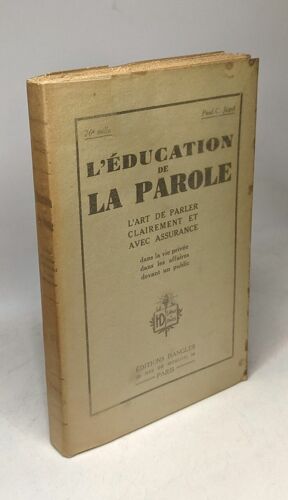 26e mille
Paul-C. Jagot
L'ÉDUCATION
DE
LA PAROLE
L'ART DE PARLER
CLAIREMENT ET
AVEC ASSURANCE
dans la vie privée
dans les affaires
devant un public
HD
ÉDITIONS DANGLES
PARIS